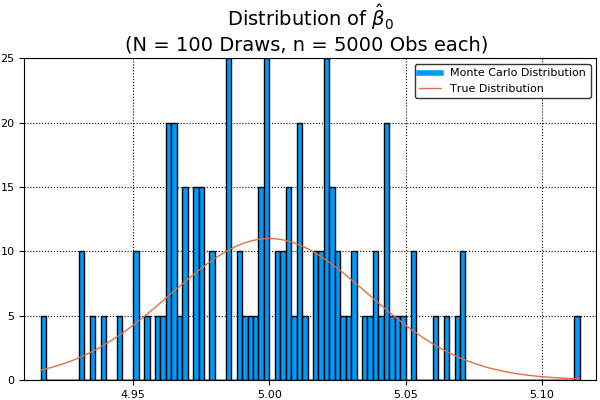 Distribution of β̂₀
(N = 100 Draws, n = 5000 Obs each)
25
Monte Carlo Distribution
True Distribution
20
15
10
5
0
4.95 5.00 5.05 5.10